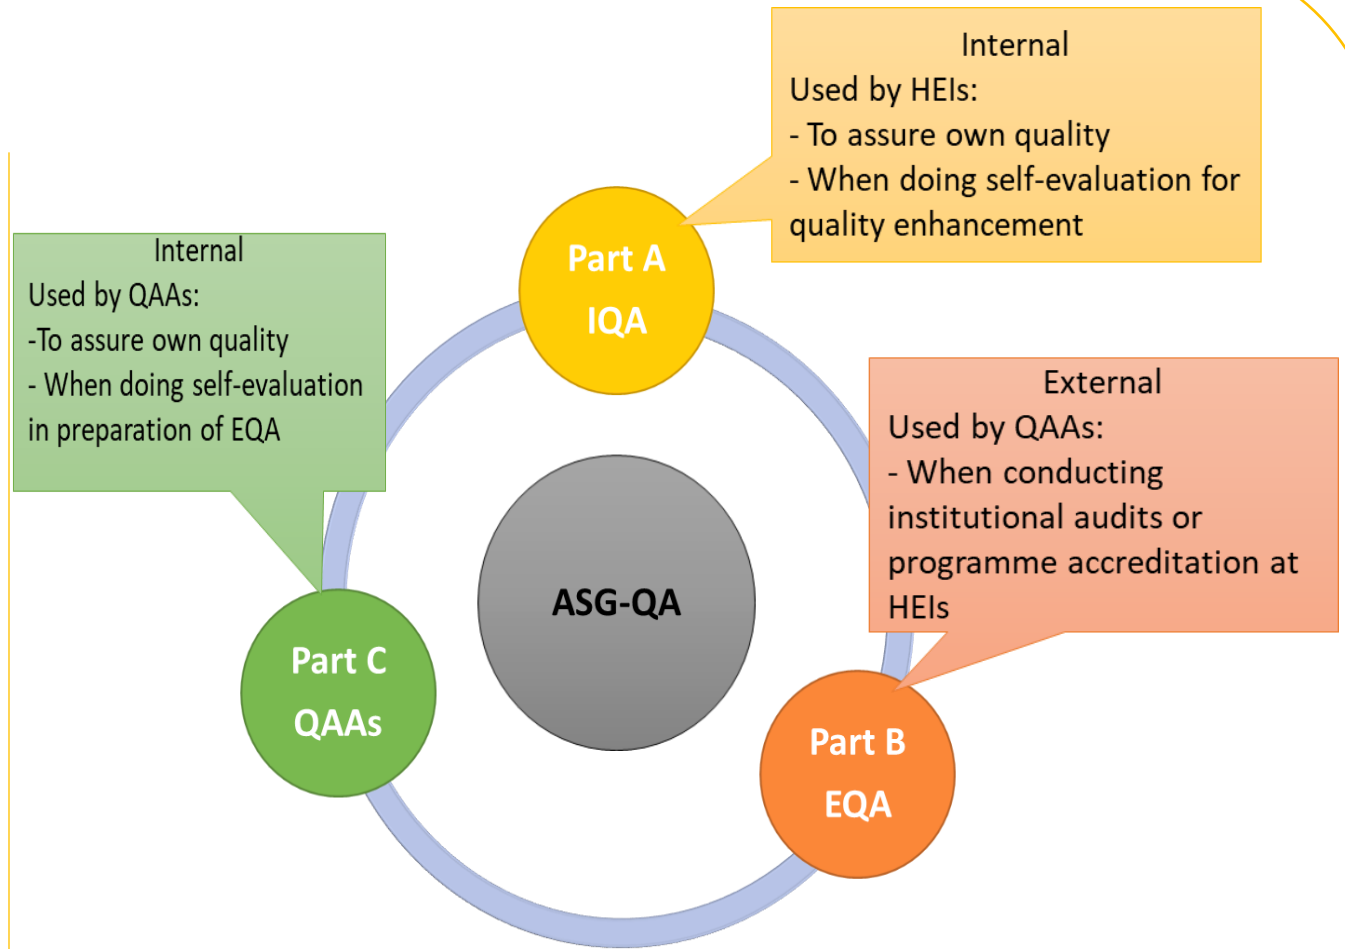 Internal
Used by HEIs:
- To assure own quality
- When doing self-evaluation for
quality enhancement
Part A
IQA
Internal
Used by QAAs:
-To assure own quality
- When doing self-evaluation
in preparation of EQA
External
Used by QAAs:
- When conducting
institutional audits or
programme accreditation at
HEIs
ASG-QA
Part C
QAAs
Part B
EQA